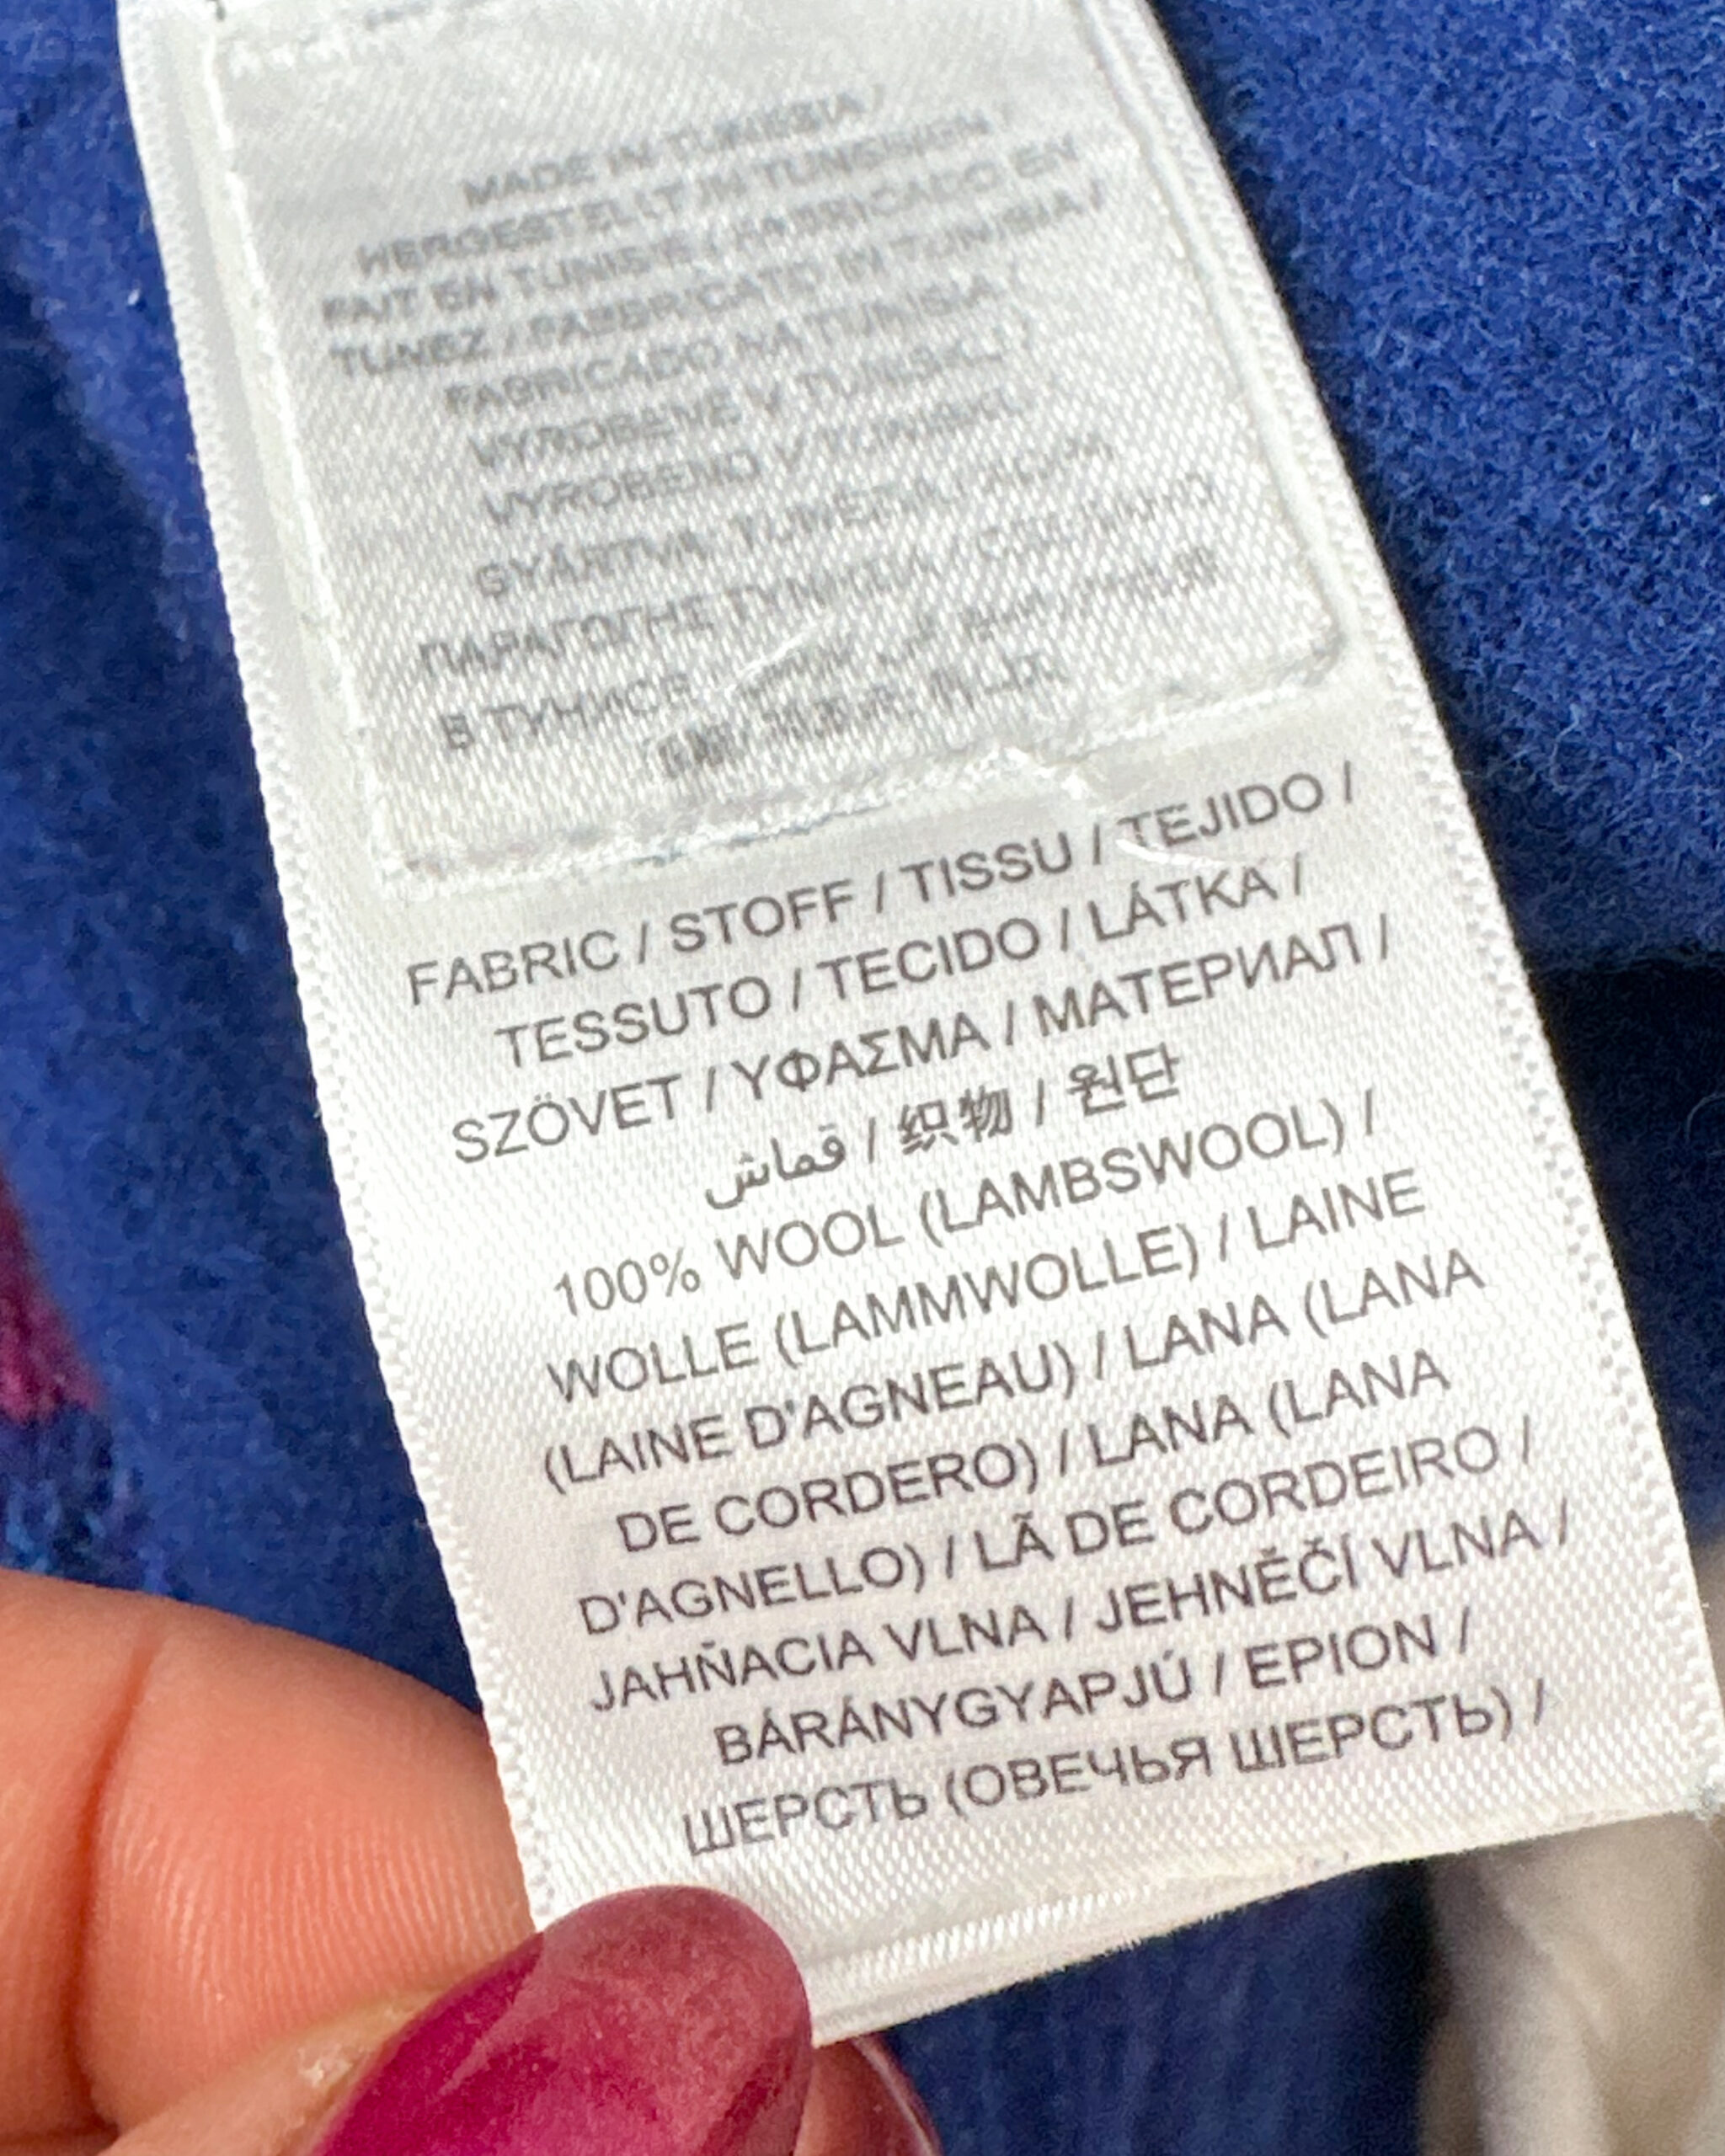 MADE IN TUNISIA /
HERGESTELLT IN TUNESIEN /
FAIT EN TUNISIE / FABRICADO EN
TÚNEZ / FABBRICATO IN TUNISIA /
FABRICADO NA TUNÍSIA
VYROBENÉ V TUNISKU /
VYROBENO V TUNISKU
GYÁRTVA:
В ТУНИСЕ
FABRIC / STOFF / TISSU / TEJIDO /
TESSUTO / TECIDO / LÁTKA /
SZÖVET / ΥΦΑΣΜΑ / МАТЕРИАЛ /
قماش / 织物 / 원단
100% WOOL (LAMBSWOOL) /
WOLLE (LAMMWOLLE) / LAINE
(LAINE D'AGNEAU) / LANA (LANA
DE CORDERO) / LANA (LANA
D'AGNELLO) / LÃ DE CORDEIRO /
JAHŇACIA VLNA / JEHNĚČÍ VLNA /
BÁRÁNYGYAPJÚ / ΕΡΙΟΝ /
ШЕРСТЬ (ОВЕЧЬЯ ШЕРСТЬ) /